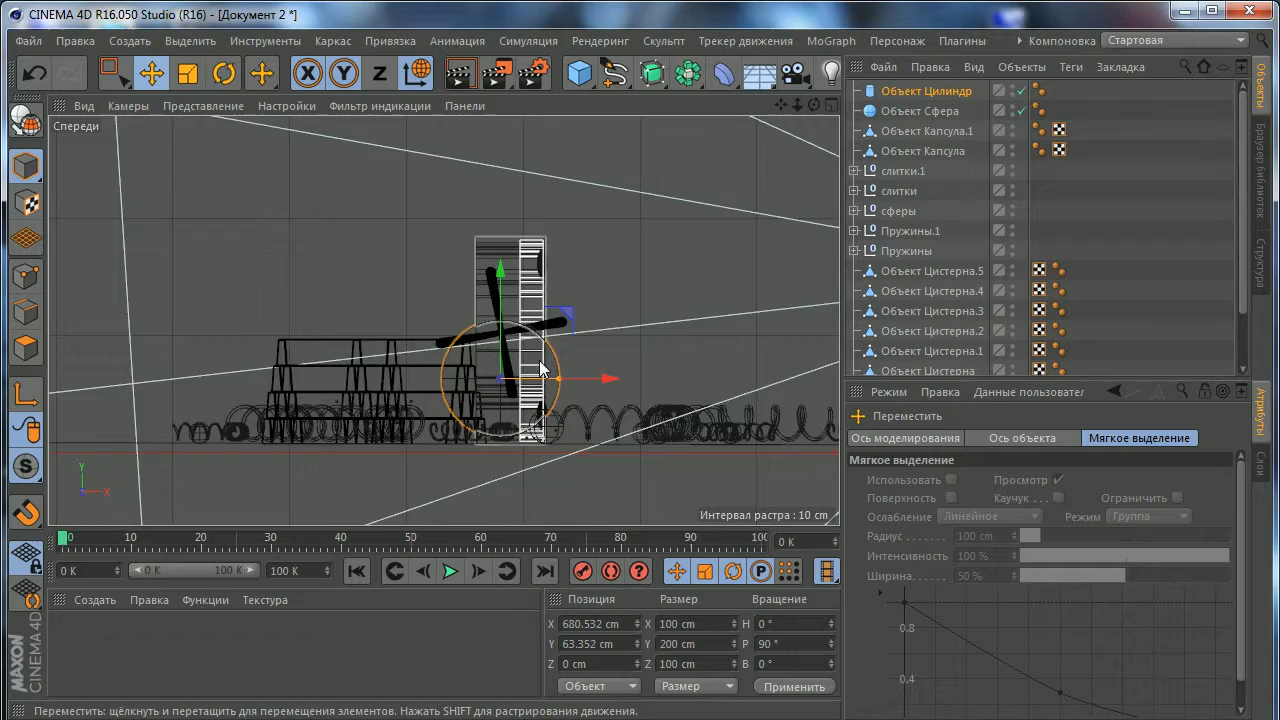 CINEMA 4D R16.050 Studio (R16) - [Документ 2 *]
Файл Правка Создать Выделить Инструменты Каркас Привязка Анимация Симуляция Рендеринг Скульпт Трекер движения MoGraph Персонаж Плагины Компоновка Стартовая
X Y Z
Вид Камеры Представление Настройки Фильтр индикации Панели
Спереди
Y
X
Интервал растра : 10 cm
Файл Правка Вид Объекты Теги Закладка
Объект Цилиндр
Объект Сфера
Объект Капсула.1
Объект Капсула
слитки.1
слитки
сферы
Пружины.1
Пружины
Объект Цистерна.5
Объект Цистерна.4
Объект Цистерна.3
Объект Цистерна.2
Объект Цистерна.1
Объект Цистерна
Объекты
Браузер библиотек
Структура
Режим Правка Данные пользовател
Переместить
Ось моделирования Ось объекта Мягкое выделение
Мягкое выделение
Использовать Просмотр
Поверхность Каучук . . . Ограничить
Ослабление Линейное Режим Группа
Радиус 100 cm
Интенсивность 100 %
Ширина. . . . . . 50 %
0.8
0.4
Атрибуты
Слои
0 10 20 30 40 50 60 70 80 90 100 0 K
0 K 0 K 100 K 100 K
P
S
Создать Правка Функции Текстура
Позиция Размер Вращение
X 680.532 cm X 100 cm H 0 °
Y 63.352 cm Y 200 cm P 90 °
Z 0 cm Z 100 cm B 0 °
Объект Размер Применить
MAXON
CINEMA 4D
Переместить: щёлкнуть и перетащить для перемещения элементов. Нажать SHIFT для растрирования движения.